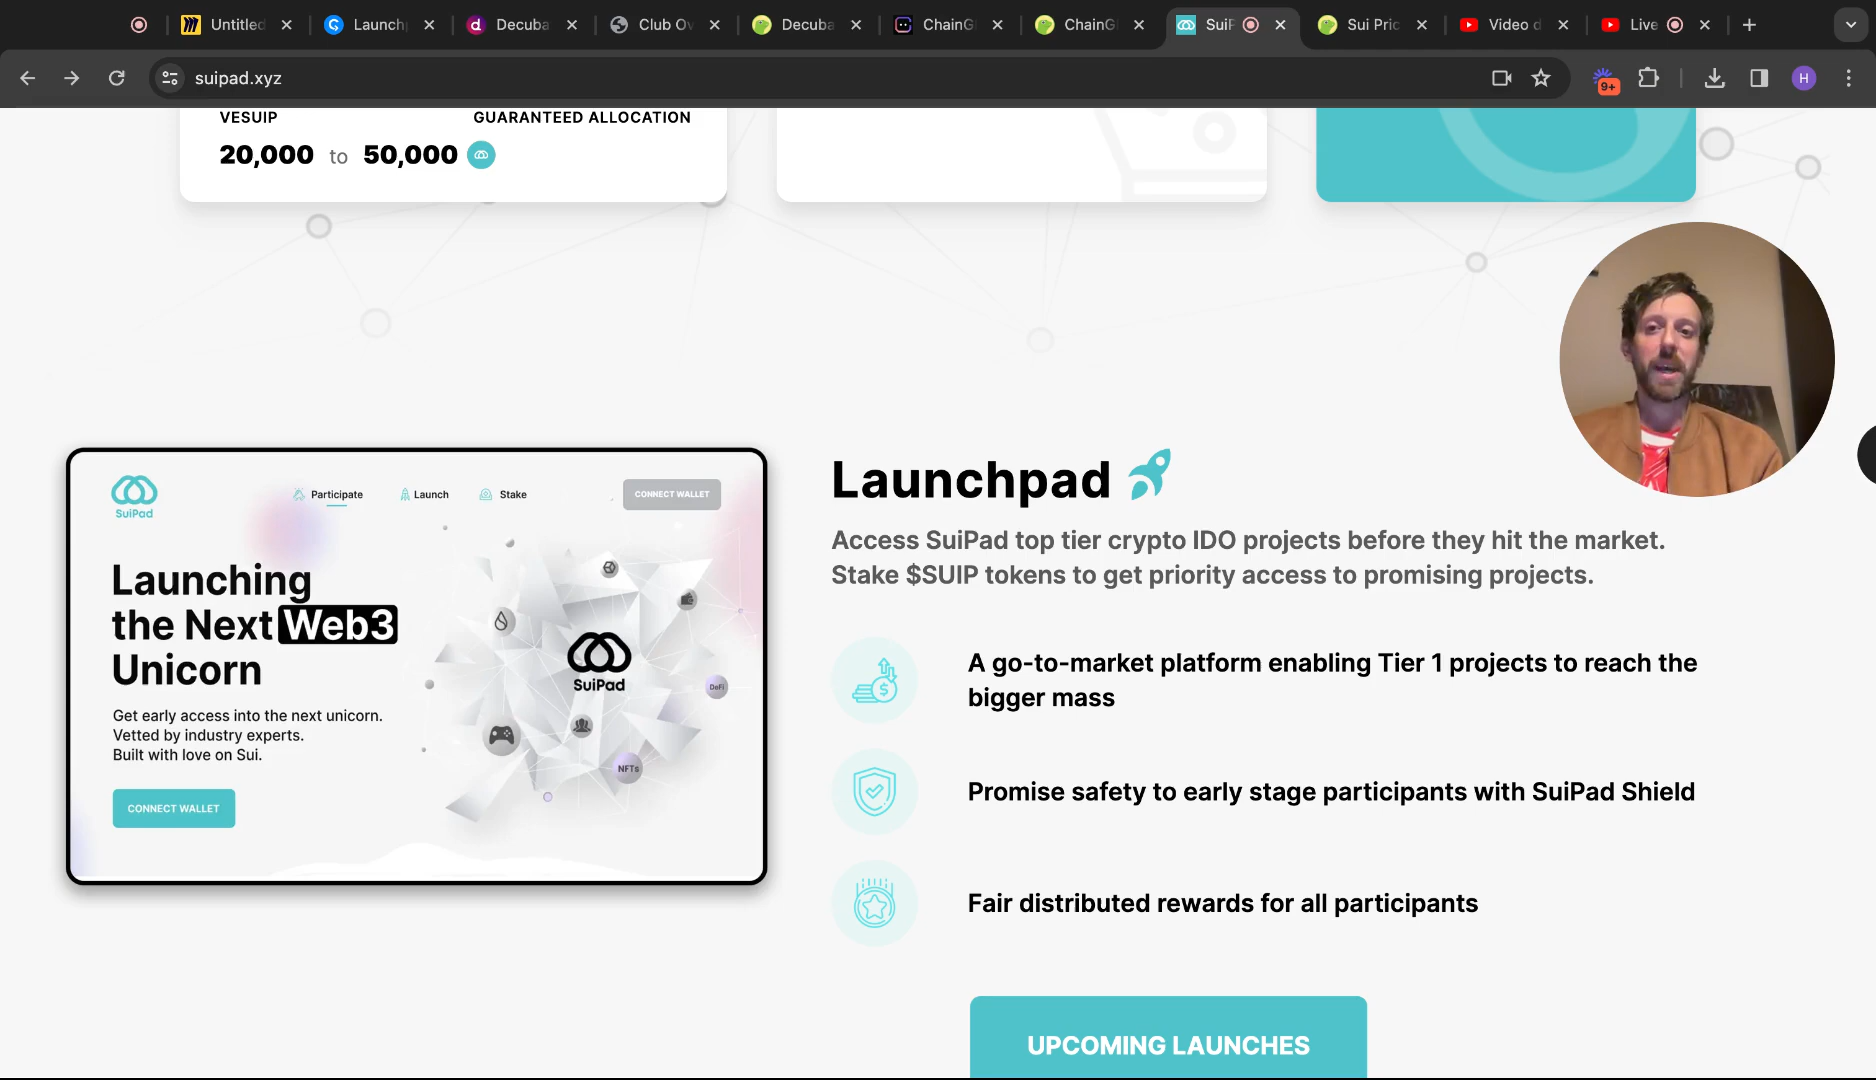 Untitled
Launch
Decuba
Club Ov
Decuba
ChainG
ChainG
Sui
Sui Pric
Video d
Live
suipad.xyz
9+
H
VESUIP
GUARANTEED ALLOCATION
20,000 to 50,000
SuiPad
Participate
Launch
Stake
CONNECT WALLET
Launching
the Next Web3
Unicorn
Get early access into the next unicorn.
Vetted by industry experts.
Built with love on Sui.
CONNECT WALLET
SuiPad
DeFi
NFTs
Launchpad
Access SuiPad top tier crypto IDO projects before they hit the market.
Stake $SUIP tokens to get priority access to promising projects.
A go-to-market platform enabling Tier 1 projects to reach the
bigger mass
Promise safety to early stage participants with SuiPad Shield
Fair distributed rewards for all participants
UPCOMING LAUNCHES